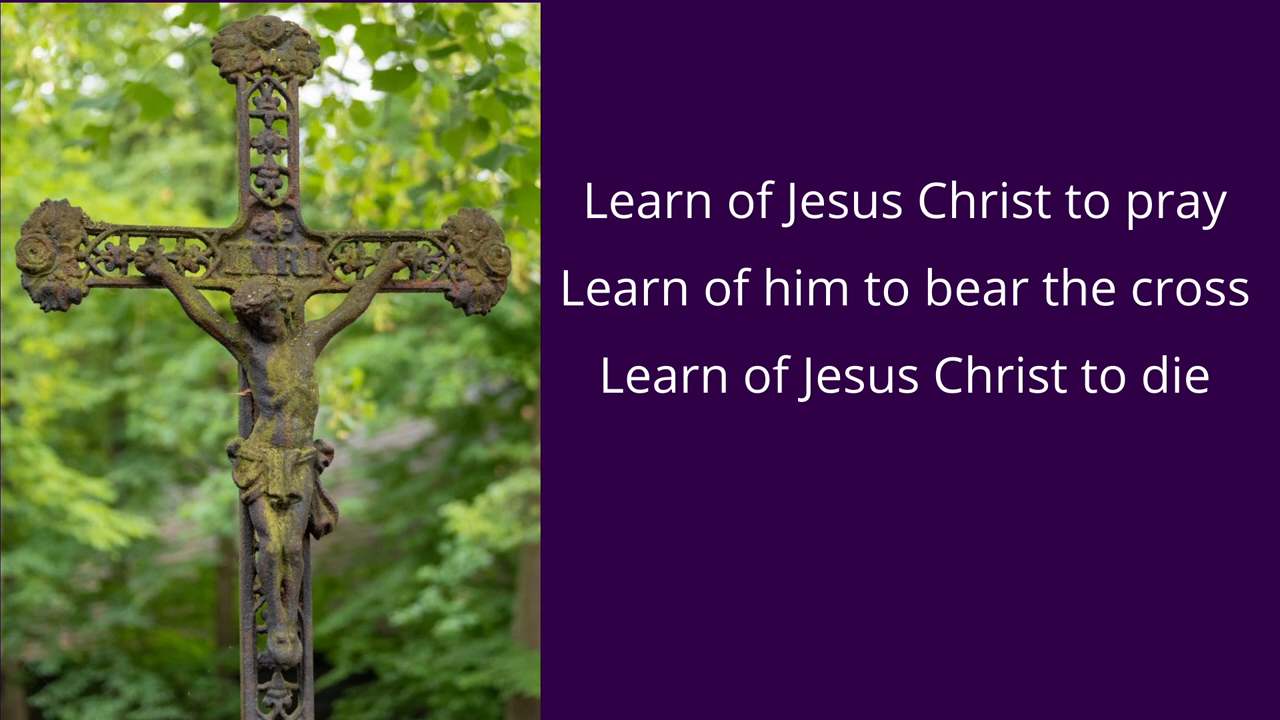 INRI
Learn of Jesus Christ to pray
Learn of him to bear the cross
Learn of Jesus Christ to die